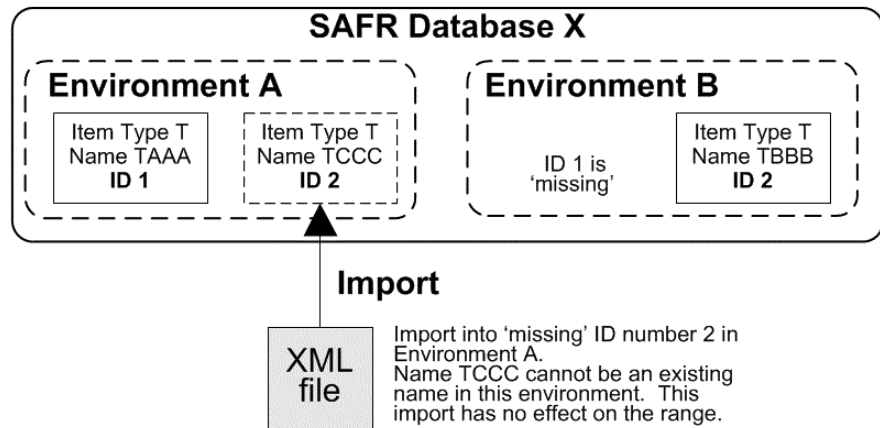 SAFR Database X
Environment A
Item Type T
Name TAAA
ID 1
Item Type T
Name TCCC
ID 2
Environment B
ID 1 is
‘missing’
Item Type T
Name TBBB
ID 2
Import
XML
file
Import into ‘missing’ ID number 2 in
Environment A.
Name TCCC cannot be an existing
name in this environment.  This
import has no effect on the range.